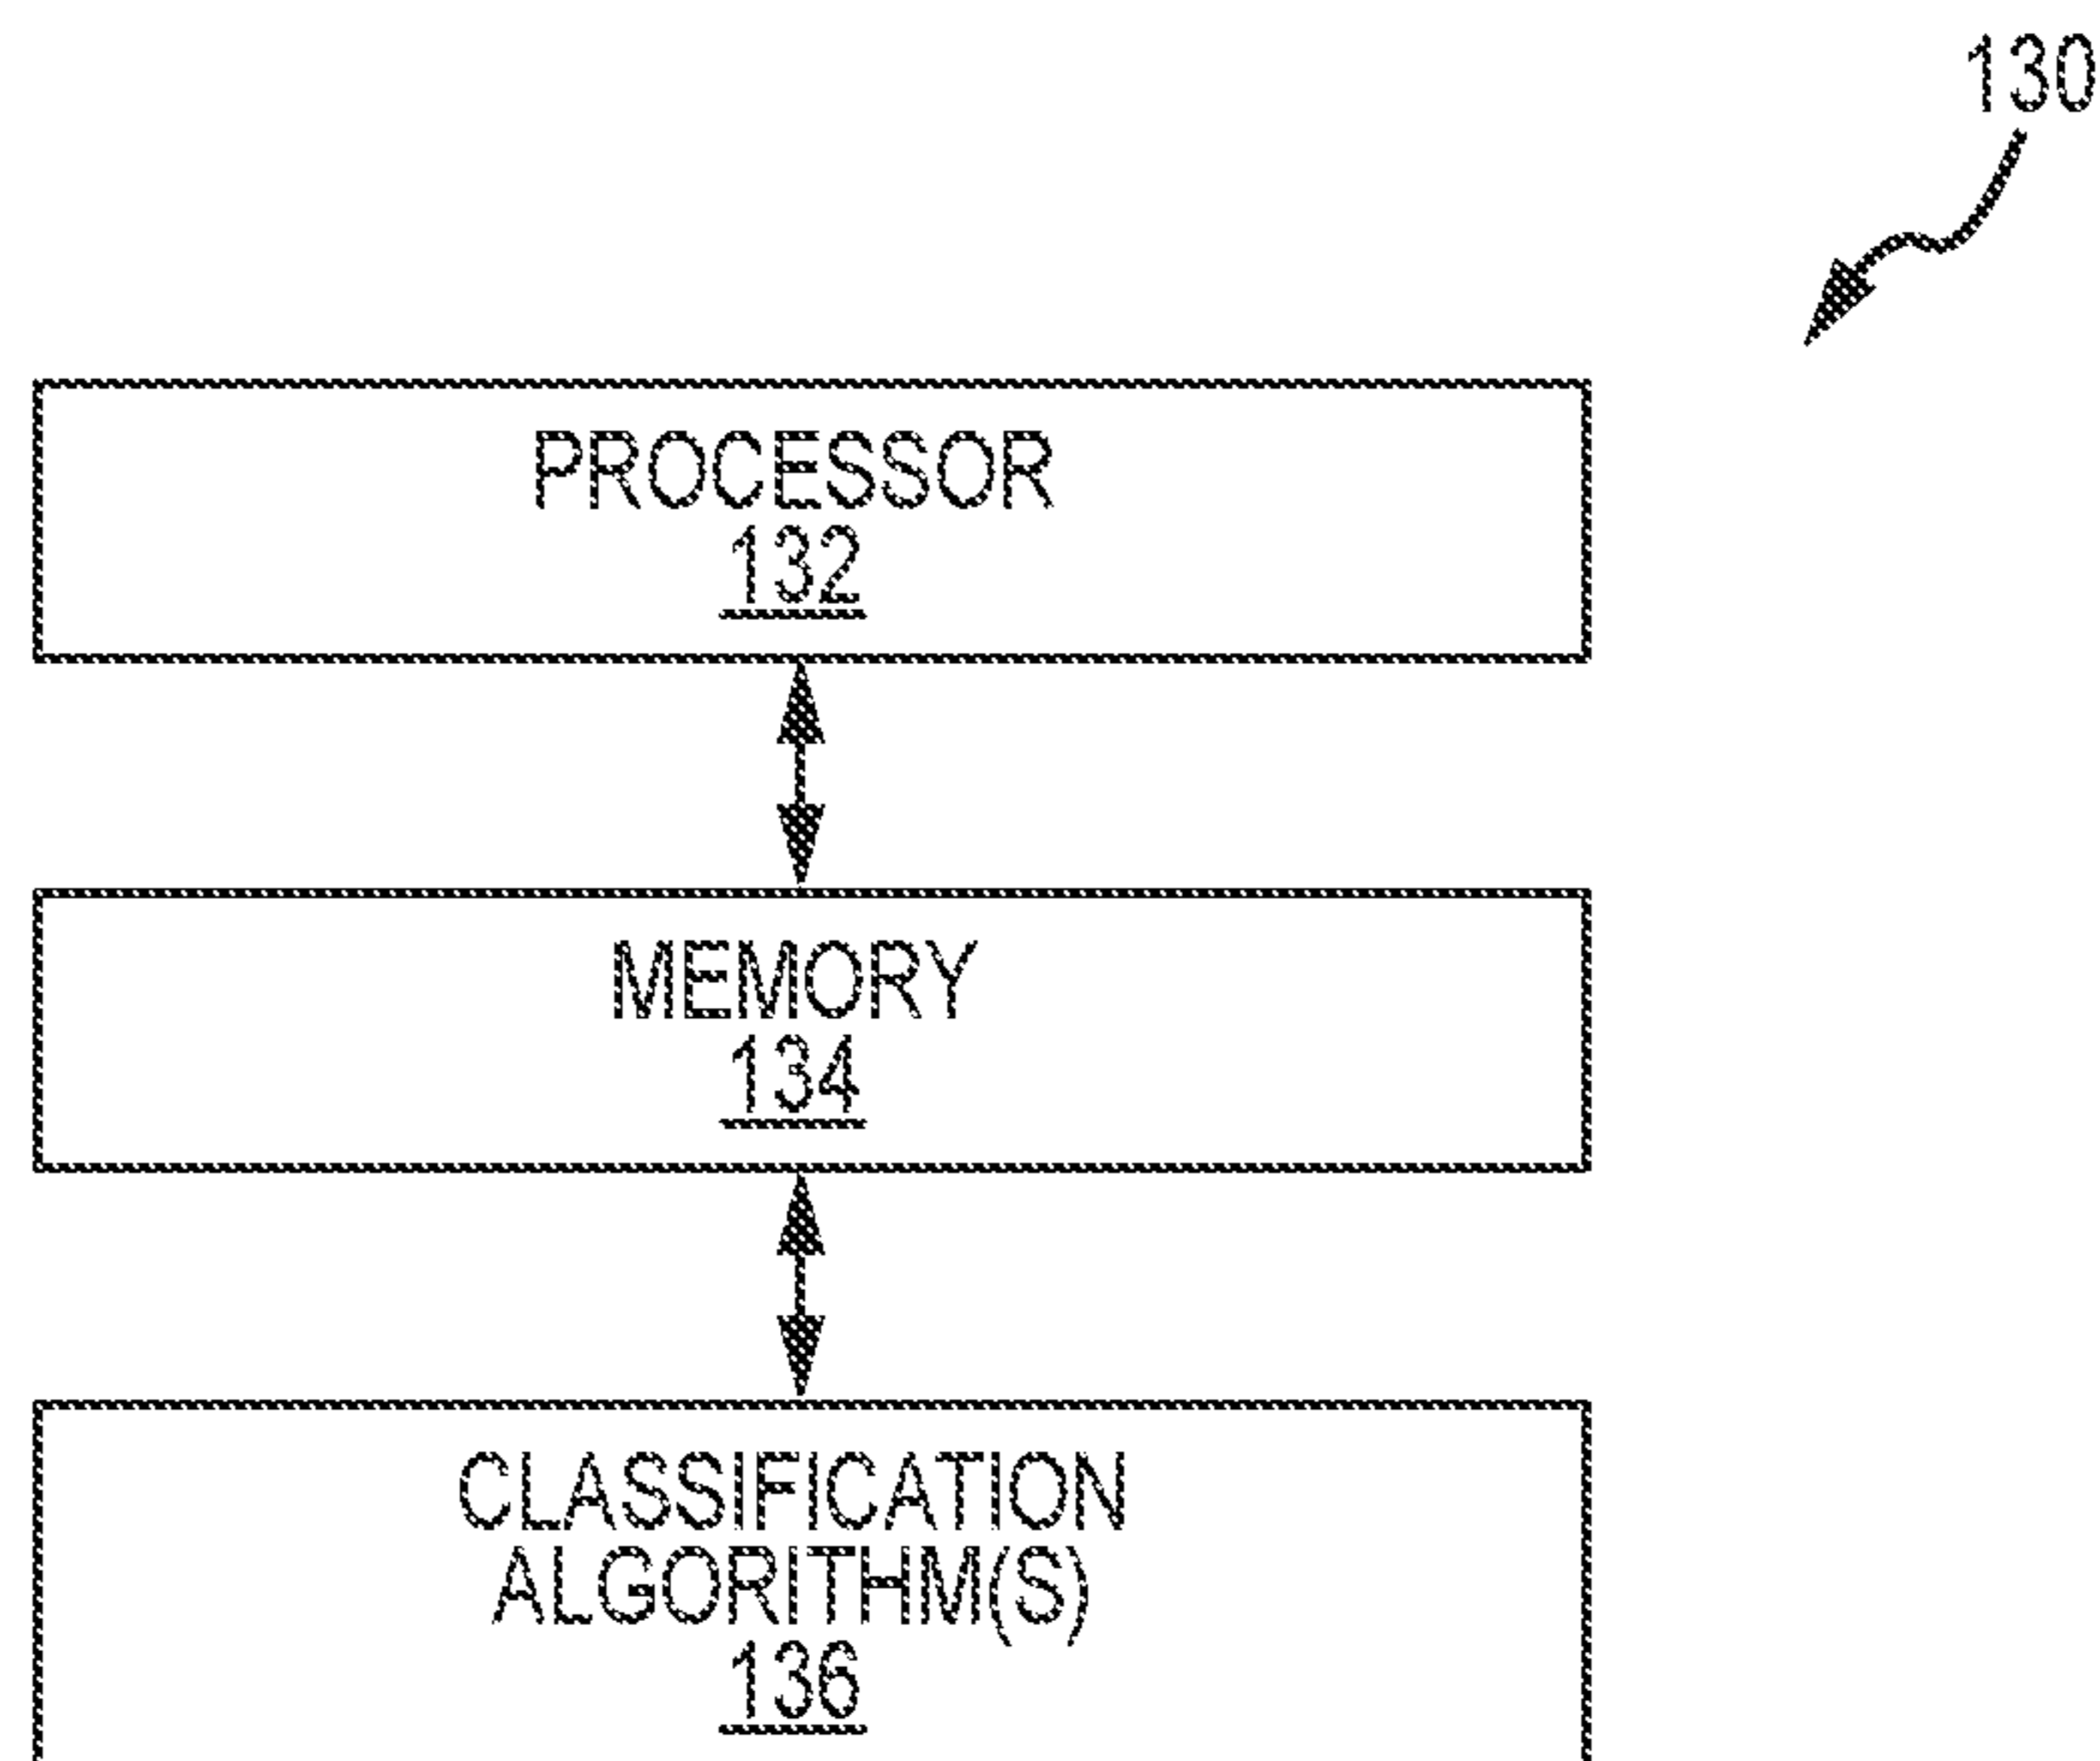 130
PROCESSOR
132
MEMORY
134
CLASSIFICATION
ALGORITHM(S)
136